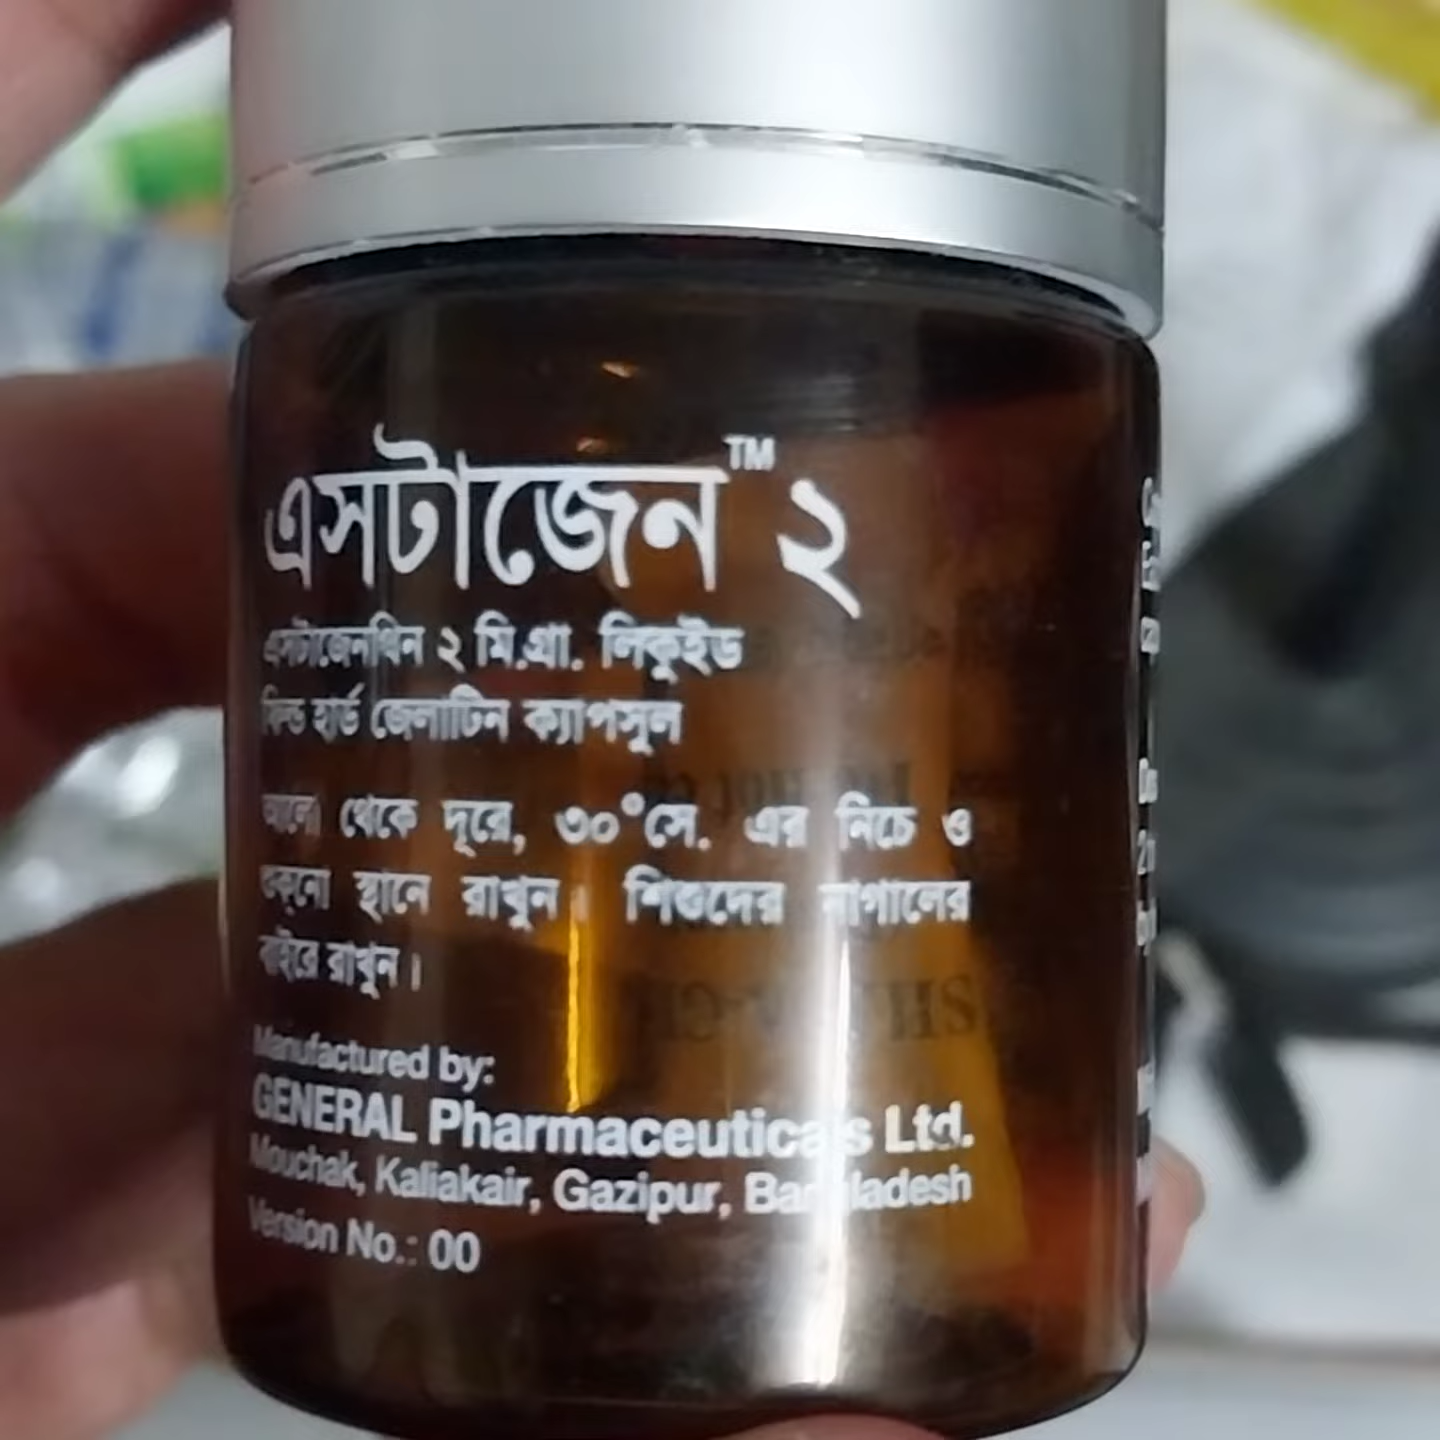 এসটাজেন™ ২
এসটাজেনথিন ২ মি.গ্রা. লিকুইড
ফিল্ড হার্ড জেলাটিন ক্যাপসুল
আলো থেকে দূরে, ৩০°সে. এর নিচে ও
শুকনো স্থানে রাখুন। শিশুদের নাগালের
বাইরে রাখুন।
Manufactured by:
GENERAL Pharmaceuticals Ltd.
Mouchak, Kaliakair, Gazipur, Bangladesh
Version No.: 00